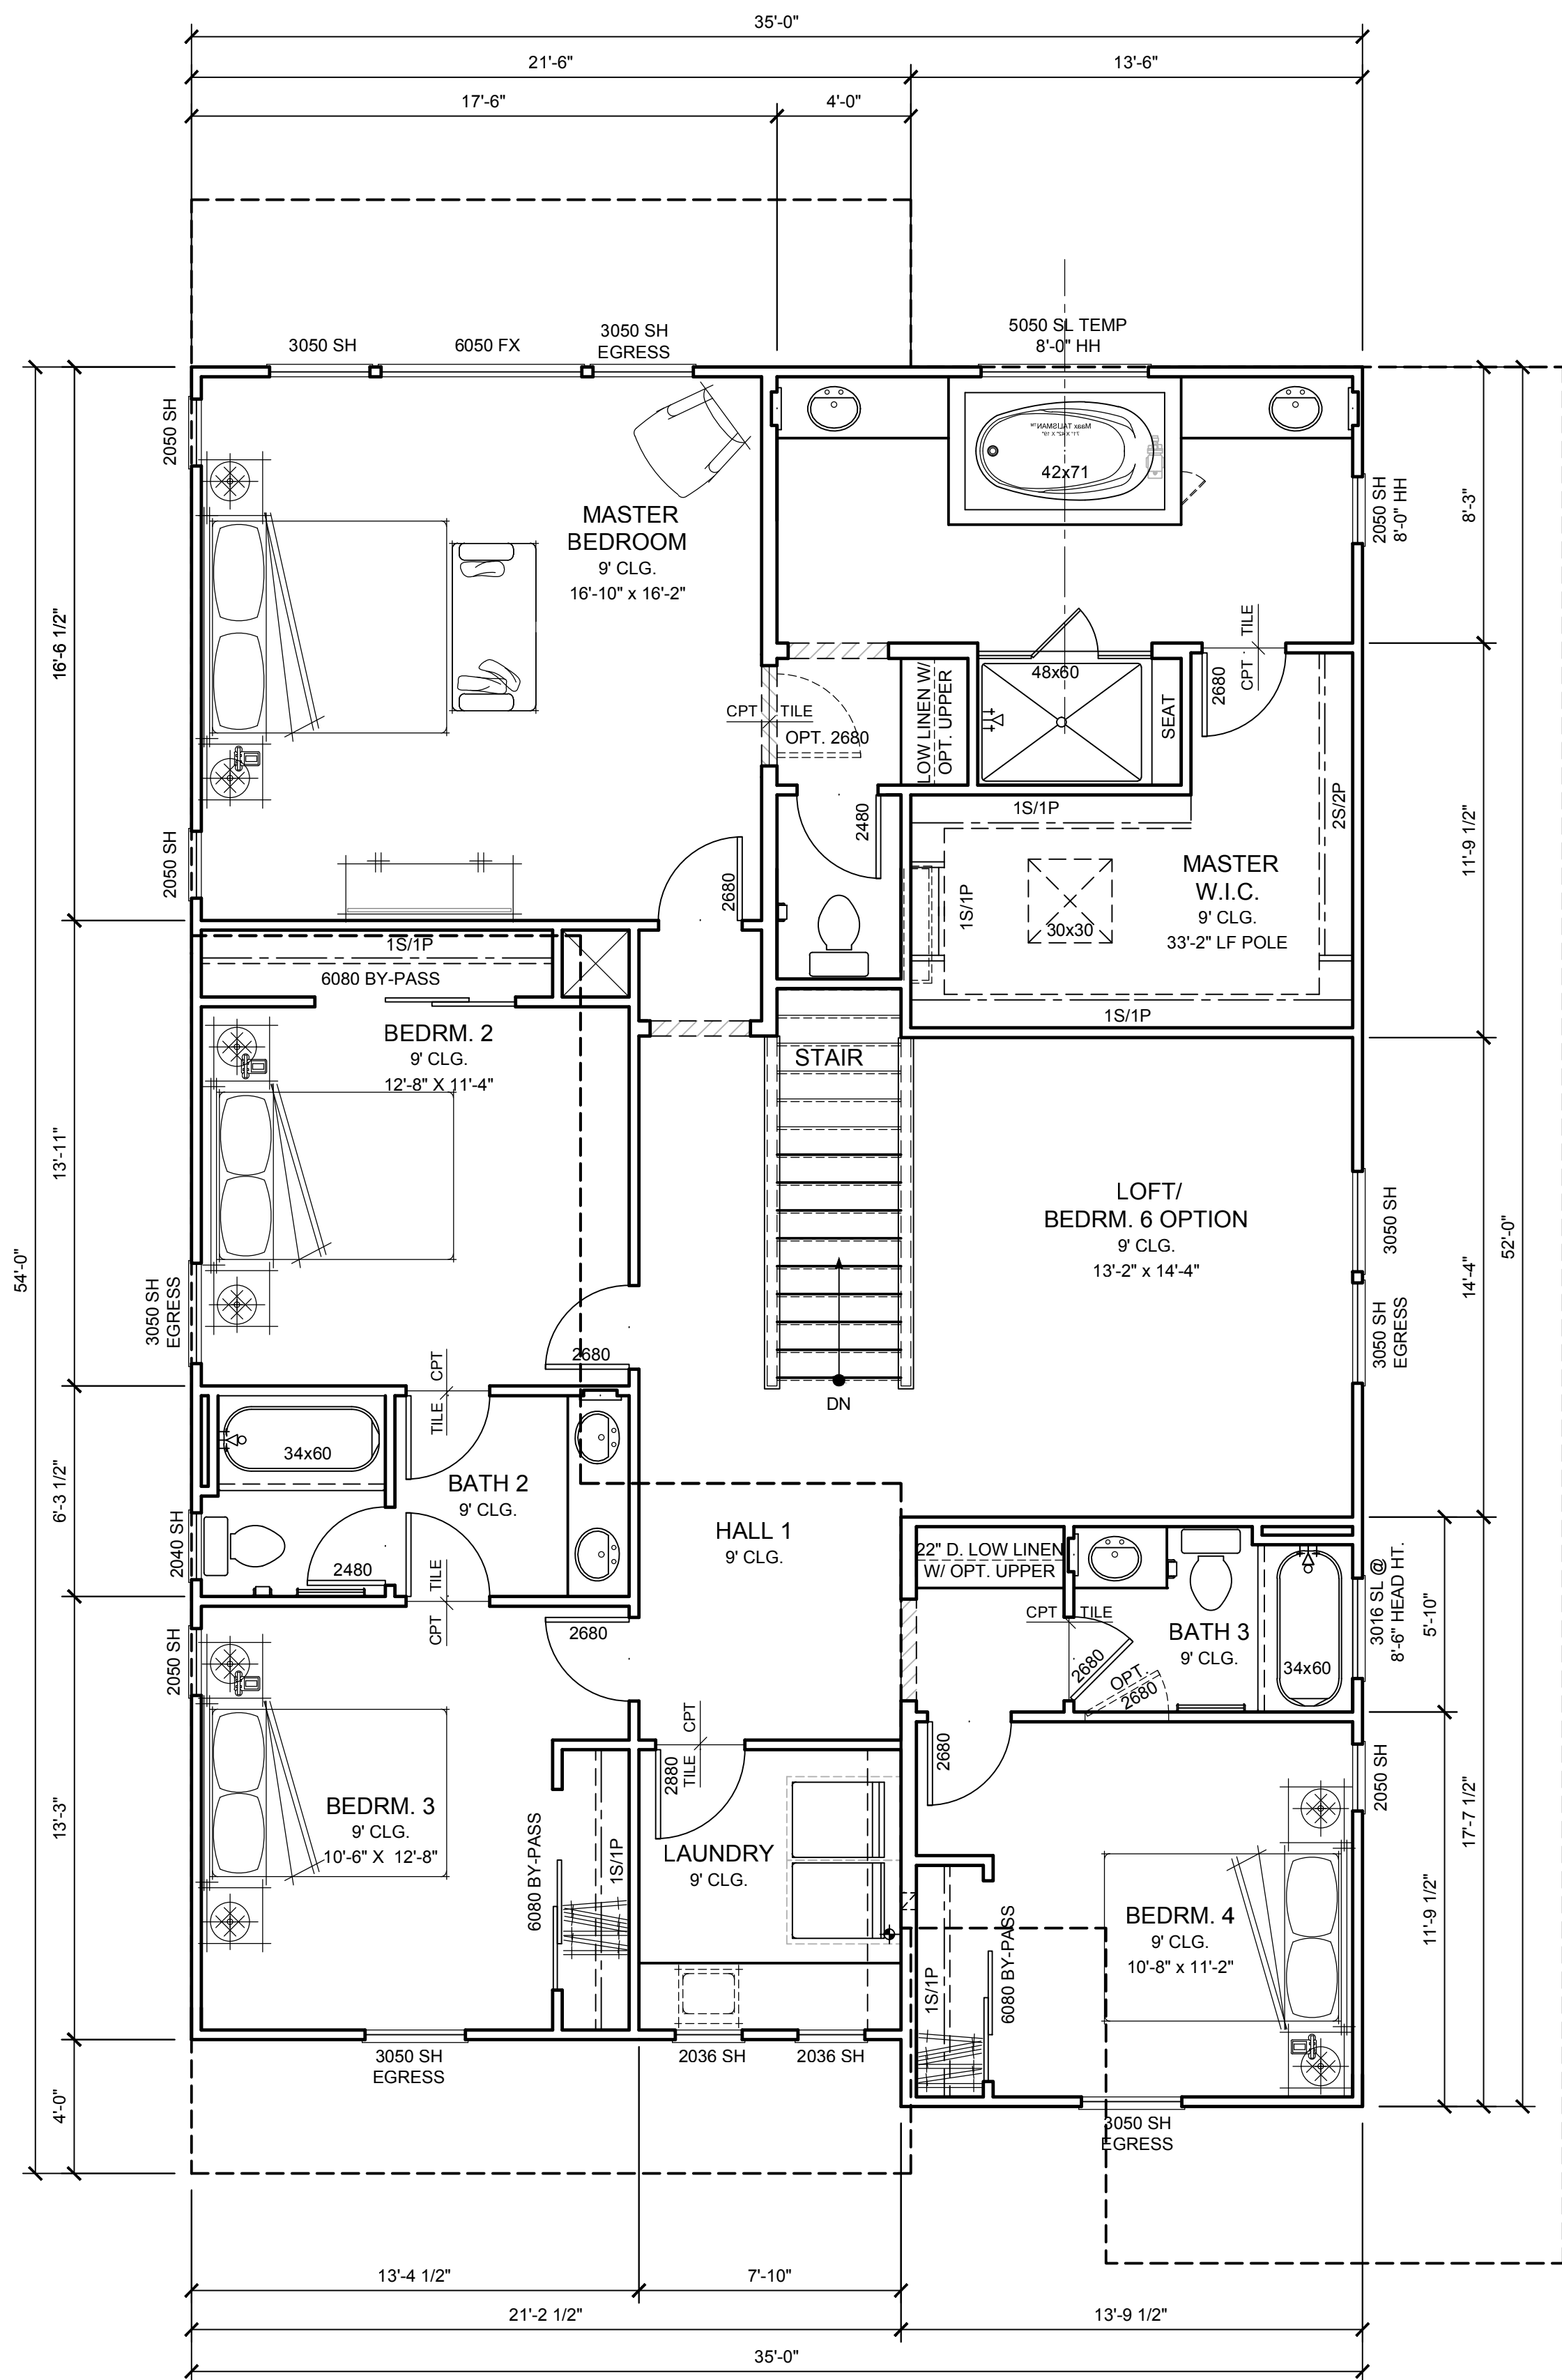 35'-0"
21'-6"
13'-6"
17'-6"
4'-0"
3050 SH
6050 FX
3050 SH
EGRESS
5050 SL TEMP
8'-0" HH
2050 SH
Maax TALISMAN™
71" X 42" X 19"
42x71
2050 SH
8'-0" HH
8'-3"
MASTER
BEDROOM
9' CLG.
16'-10" x 16'-2"
16'-6 1/2"
CPT
TILE
OPT. 2680
LOW LINEN W/
OPT. UPPER
48x60
SEAT
2680
CPT
TILE
2050 SH
2680
2480
1S/1P
1S/1P
30x30
MASTER
W.I.C.
9' CLG.
33'-2" LF POLE
2S/2P
1S/1P
11'-9 1/2"
1S/1P
6080 BY-PASS
BEDRM. 2
9' CLG.
12'-8" X 11'-4"
STAIR
13'-11"
54'-0"
LOFT/
BEDRM. 6 OPTION
9' CLG.
13'-2" x 14'-4"
3050 SH
3050 SH
EGRESS
14'-4"
52'-0"
3050 SH
EGRESS
2680
DN
TILE
CPT
34x60
BATH 2
9' CLG.
6'-3 1/2"
2040 SH
2480
CPT
TILE
HALL 1
9' CLG.
22" D. LOW LINEN
W/ OPT. UPPER
CPT
TILE
BATH 3
9' CLG.
2680
OPT.
2680
34x60
3016 SL @
8'-6" HEAD HT.
5'-10"
2050 SH
2680
TILE
CPT
2880
2680
2050 SH
BEDRM. 3
9' CLG.
10'-6" X 12'-8"
13'-3"
6080 BY-PASS
1S/1P
LAUNDRY
9' CLG.
17'-7 1/2"
11'-9 1/2"
BEDRM. 4
9' CLG.
10'-8" x 11'-2"
1S/1P
6080 BY-PASS
3050 SH
EGRESS
2036 SH
2036 SH
3050 SH
EGRESS
4'-0"
13'-4 1/2"
7'-10"
21'-2 1/2"
13'-9 1/2"
35'-0"